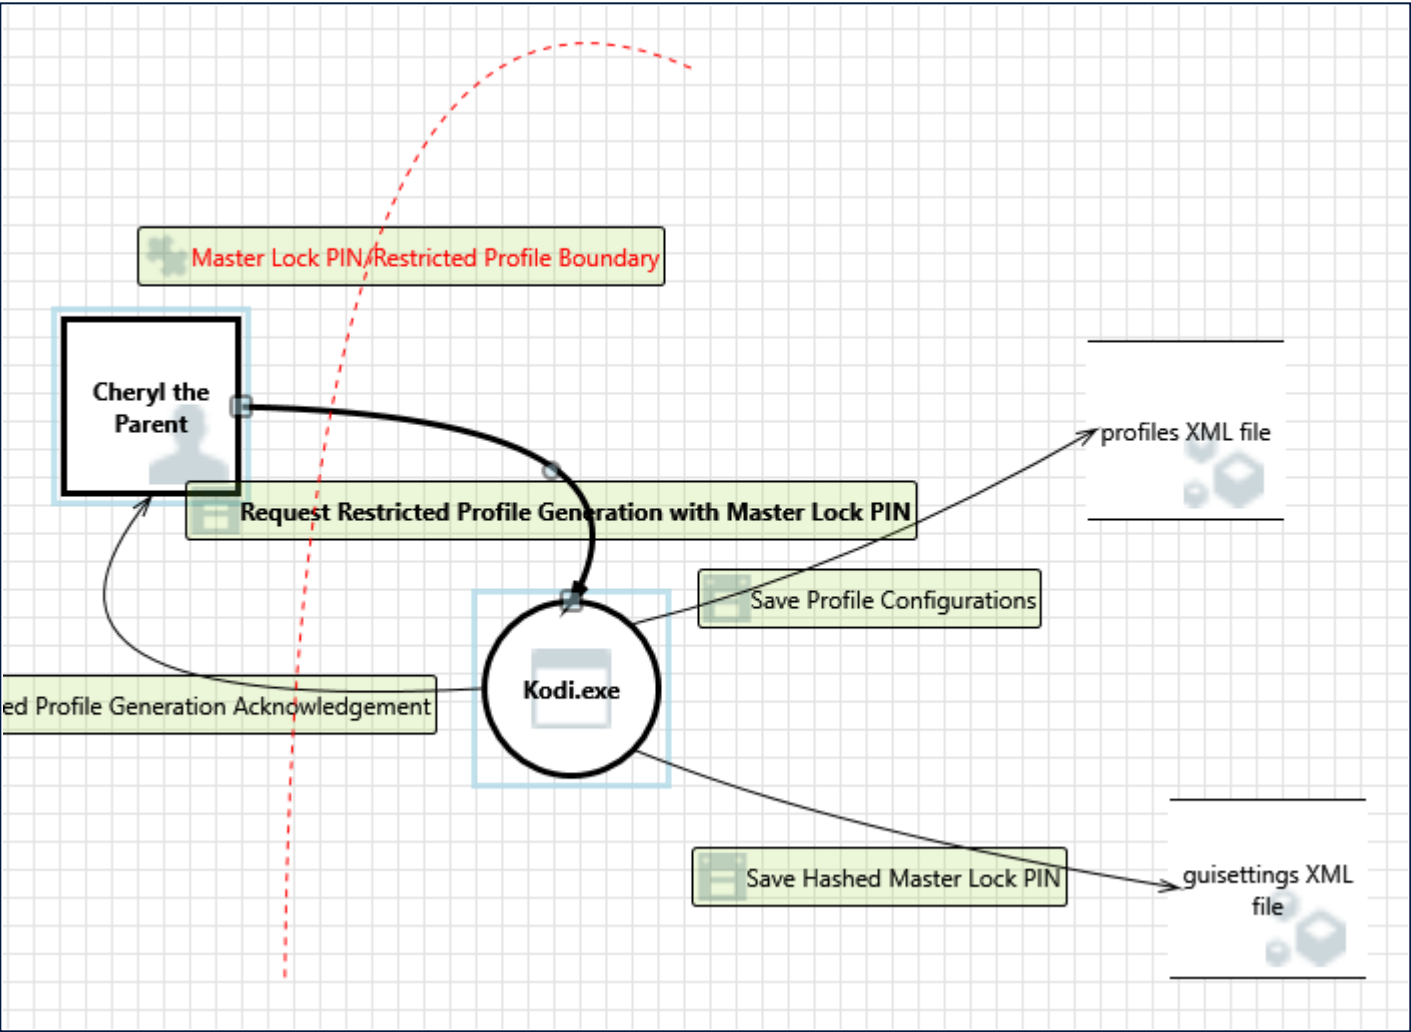 Master Lock PIN/Restricted Profile Boundary
Cheryl the
Parent
profiles XML file
Request Restricted Profile Generation with Master Lock PIN
Save Profile Configurations
Kodi.exe
ed Profile Generation Acknowledgement
Save Hashed Master Lock PIN
guisettings XML
file